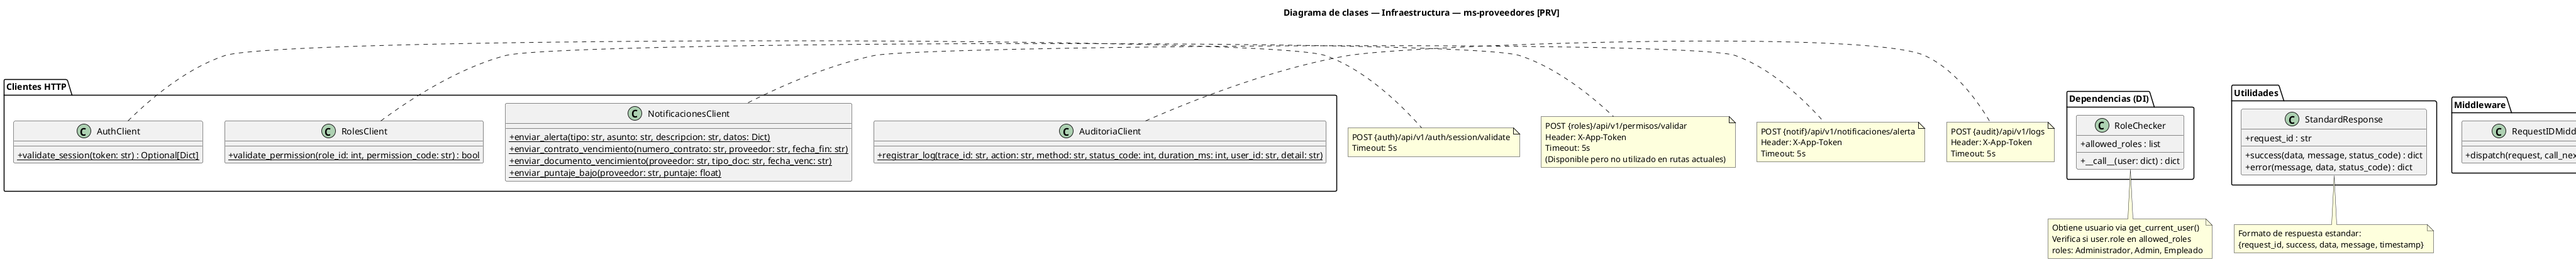 Diagrama de clases — Infraestructura — ms-proveedores [PRV]
Clientes HTTP
C AuthClient
+validate_session(token: str) : Optional[Dict]
C RolesClient
+validate_permission(role_id: int, permission_code: str) : bool
C NotificacionesClient
+enviar_alerta(tipo: str, asunto: str, descripcion: str, datos: Dict)
+enviar_contrato_vencimiento(numero_contrato: str, proveedor: str, fecha_fin: str)
+enviar_documento_vencimiento(proveedor: str, tipo_doc: str, fecha_venc: str)
+enviar_puntaje_bajo(proveedor: str, puntaje: float)
C AuditoriaClient
+registrar_log(trace_id: str, action: str, method: str, status_code: int, duration_ms: int, user_id: str, detail: str)
POST {auth}/api/v1/auth/session/validate
Timeout: 5s
POST {roles}/api/v1/permisos/validar
Header: X-App-Token
Timeout: 5s
(Disponible pero no utilizado en rutas actuales)
POST {notif}/api/v1/notificaciones/alerta
Header: X-App-Token
Timeout: 5s
POST {audit}/api/v1/logs
Header: X-App-Token
Timeout: 5s
Dependencias (DI)
C RoleChecker
+allowed_roles : list
+__call__(user: dict) : dict
Obtiene usuario via get_current_user()
Verifica si user.role en allowed_roles
roles: Administrador, Admin, Empleado
Utilidades
C StandardResponse
+request_id : str
+success(data, message, status_code) : dict
+error(message, data, status_code) : dict
Formato de respuesta estandar:
{request_id, success, data, message, timestamp}
Middleware
C RequestIDMidd
+dispatch(request, call_nex